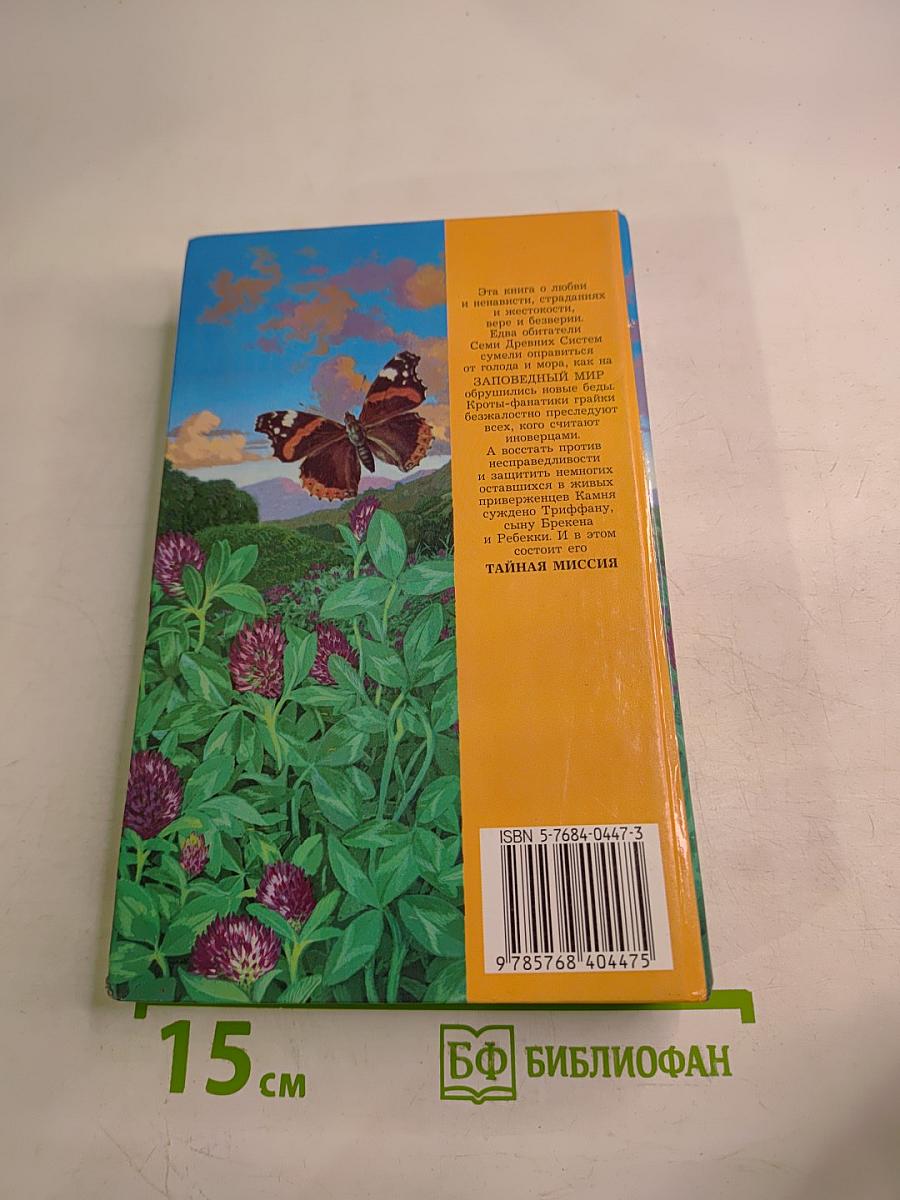 Эта книга о любви
и ненависти, страданиях
и жестокости,
вере и безверии.
Едва обитатели
Семи Древних Систем
сумели оправиться
от голода и мора, как на
ЗАПОВЕДНЫЙ МИР
обрушились новые беды.
Кроты-фанатики грайки
безжалостно преследуют
всех, кого считают
иноверцами.
А восстать против
несправедливости
и защитить немногих
оставшихся в живых
приверженцев Камня
суждено Триффану,
сыну Брекена
и Ребекки. И в этом
состоит его
ТАЙНАЯ МИССИЯ
ISBN 5-7684-0447-3
9 785768 404475
15 см
БФ БИБЛИОФАН